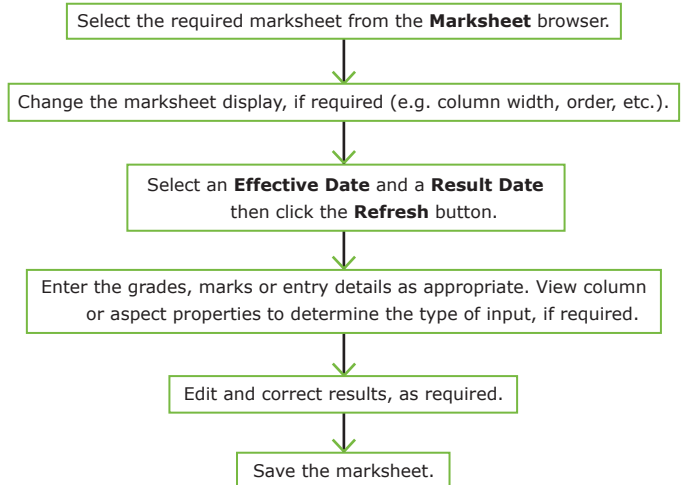 Select the required marksheet from the Marksheet browser.
Change the marksheet display, if required (e.g. column width, order, etc.).
Select an Effective Date and a Result Date
then click the Refresh button.
Enter the grades, marks or entry details as appropriate. View column
or aspect properties to determine the type of input, if required.
Edit and correct results, as required.
Save the marksheet.